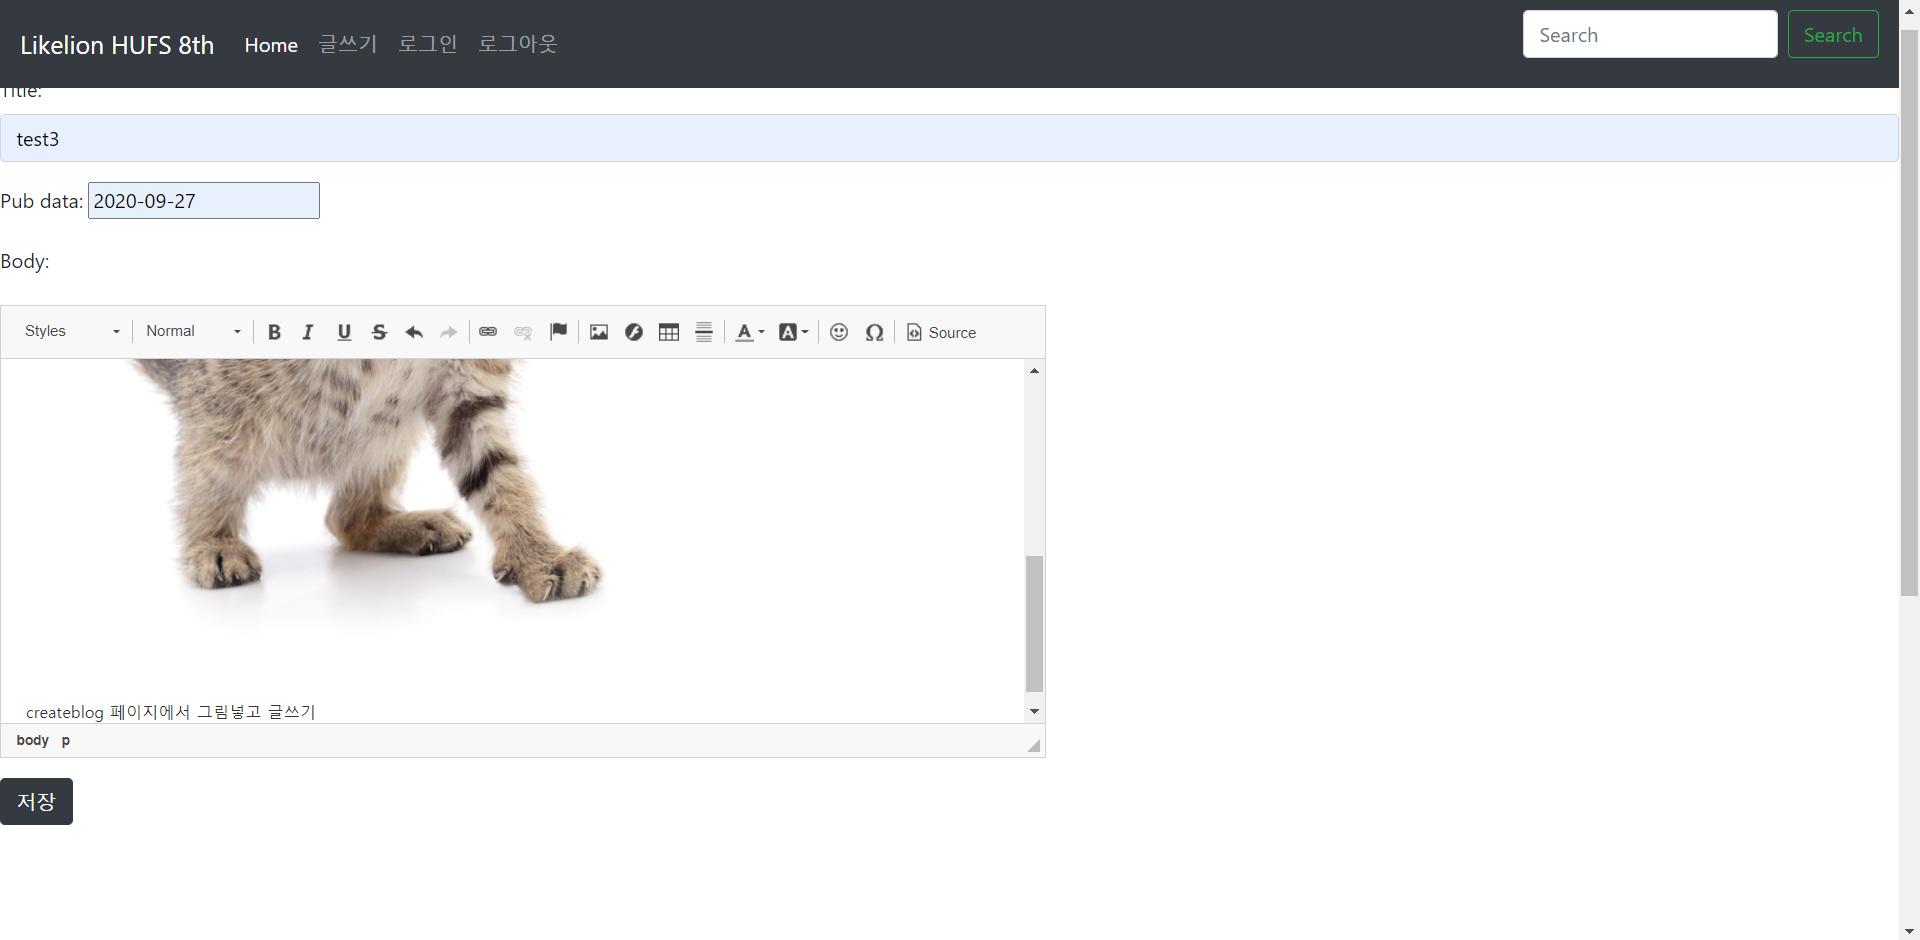 Likelion HUFS 8th Home 글쓰기 로그인 로그아웃 Search Search
Title:
test3
Pub data: 2020-09-27
Body:
Styles Normal B I U S A A Ω Source
createblog 페이지에서 그림넣고 글쓰기
body p
저장